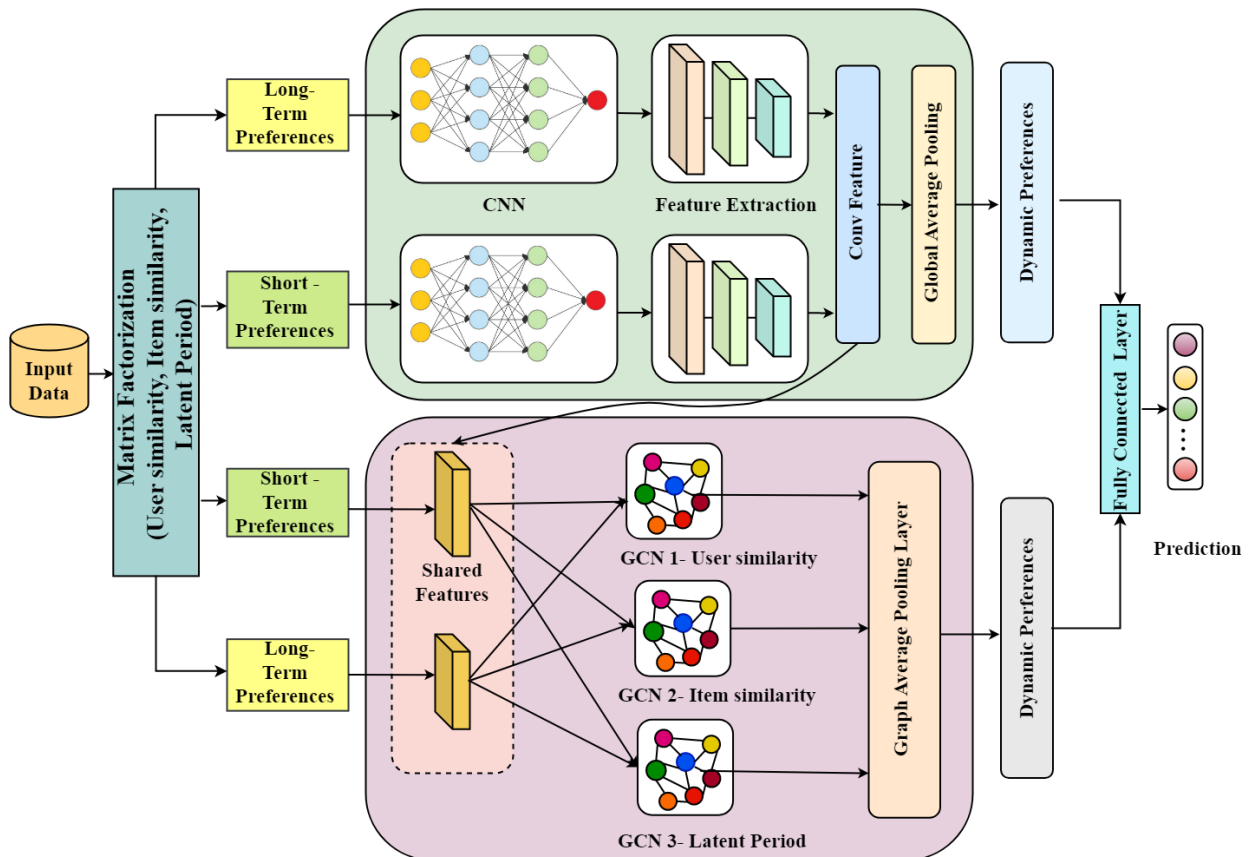 Input
Data
Matrix Factorization
(User similarity, Item similarity,
Latent Period)
Long-
Term
Preferences
Short -
Term
Preferences
Short -
Term
Preferences
Long-
Term
Preferences
CNN
Feature Extraction
Conv Feature
Global Average Pooling
Dynamic Preferences
Shared
Features
GCN 1- User similarity
GCN 2- Item similarity
GCN 3- Latent Period
Graph Average Pooling Layer
Dynamic Perferences
Fully Connected Layer
Prediction